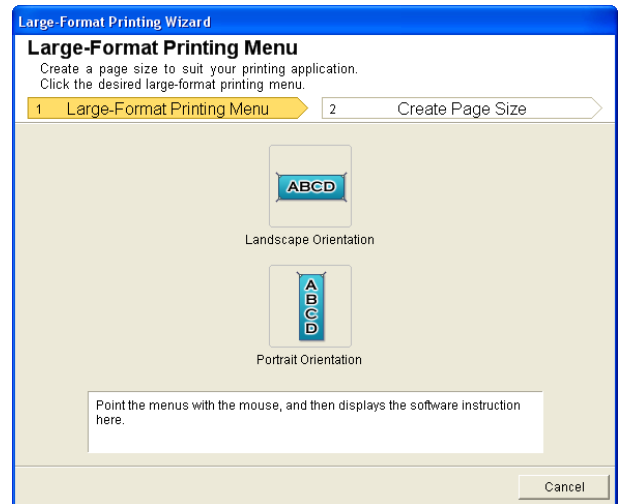 Large-Format Printing Wizard
Large-Format Printing Menu
Create a page size to suit your printing application.
Click the desired large-format printing menu.
1 Large-Format Printing Menu 2 Create Page Size
ABCD
Landscape Orientation
A
B
C
D
Portrait Orientation
Point the menus with the mouse, and then displays the software instruction
here.
Cancel